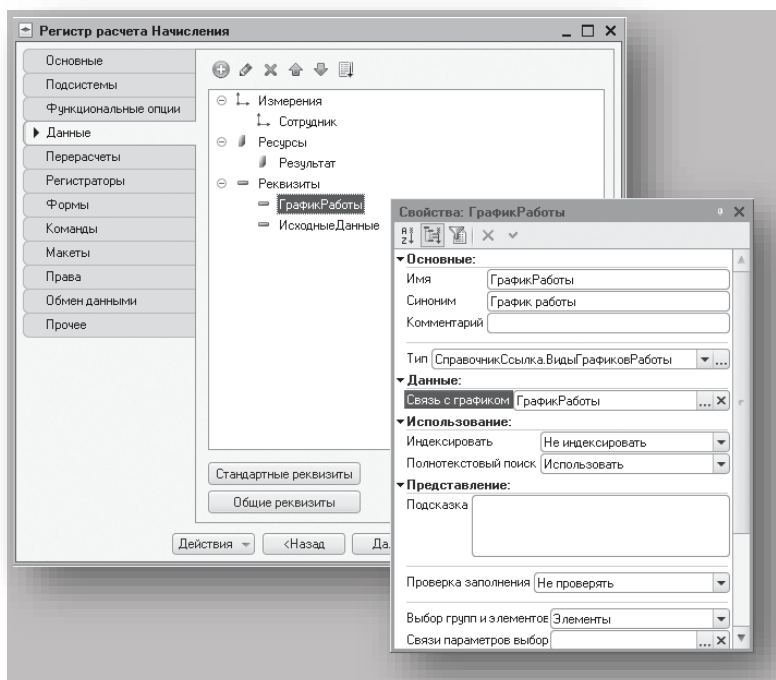 Регистр расчета Начисления
Основные
Подсистемы
Функциональные опции
Данные
Перерасчеты
Регистраторы
Формы
Команды
Макеты
Права
Обмен данными
Прочее
Измерения
Сотрудник
Ресурсы
Результат
Реквизиты
ГрафикРаботы
ИсходныеДанные
Стандартные реквизиты
Общие реквизиты
Действия
<Назад
Да
Свойства: ГрафикРаботы
Основные:
Имя ГрафикРаботы
Синоним График работы
Комментарий
Тип СправочникСсылка.ВидыГрафиковРаботы ...
Данные:
Связь с графиком ГрафикРаботы ...
Использование:
Индексировать Не индексировать
Полнотекстовый поиск Использовать
Представление:
Подсказка
Проверка заполнения Не проверять
Выбор групп и элементов Элементы
Связи параметров выбор ...